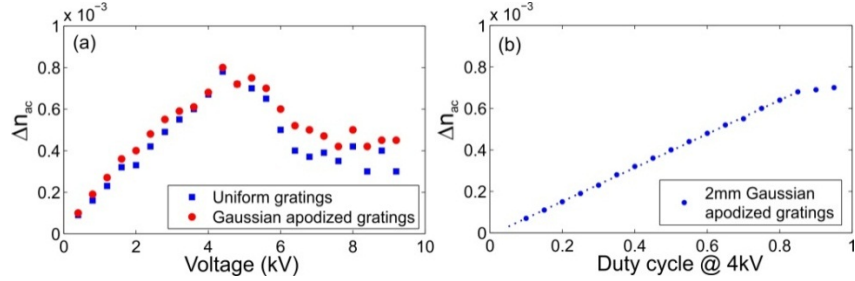 1 x 10⁻³
(a)
0.8
0.6
0.4
0.2
0
0 2 4 6 8 10
Δn_ac
Voltage (kV)
Uniform gratings
Gaussian apodized gratings
1 x 10⁻³
(b)
0.8
0.6
0.4
0.2
0
0 0.2 0.4 0.6 0.8 1
Δn_ac
Duty cycle @ 4kV
2mm Gaussian
apodized gratings